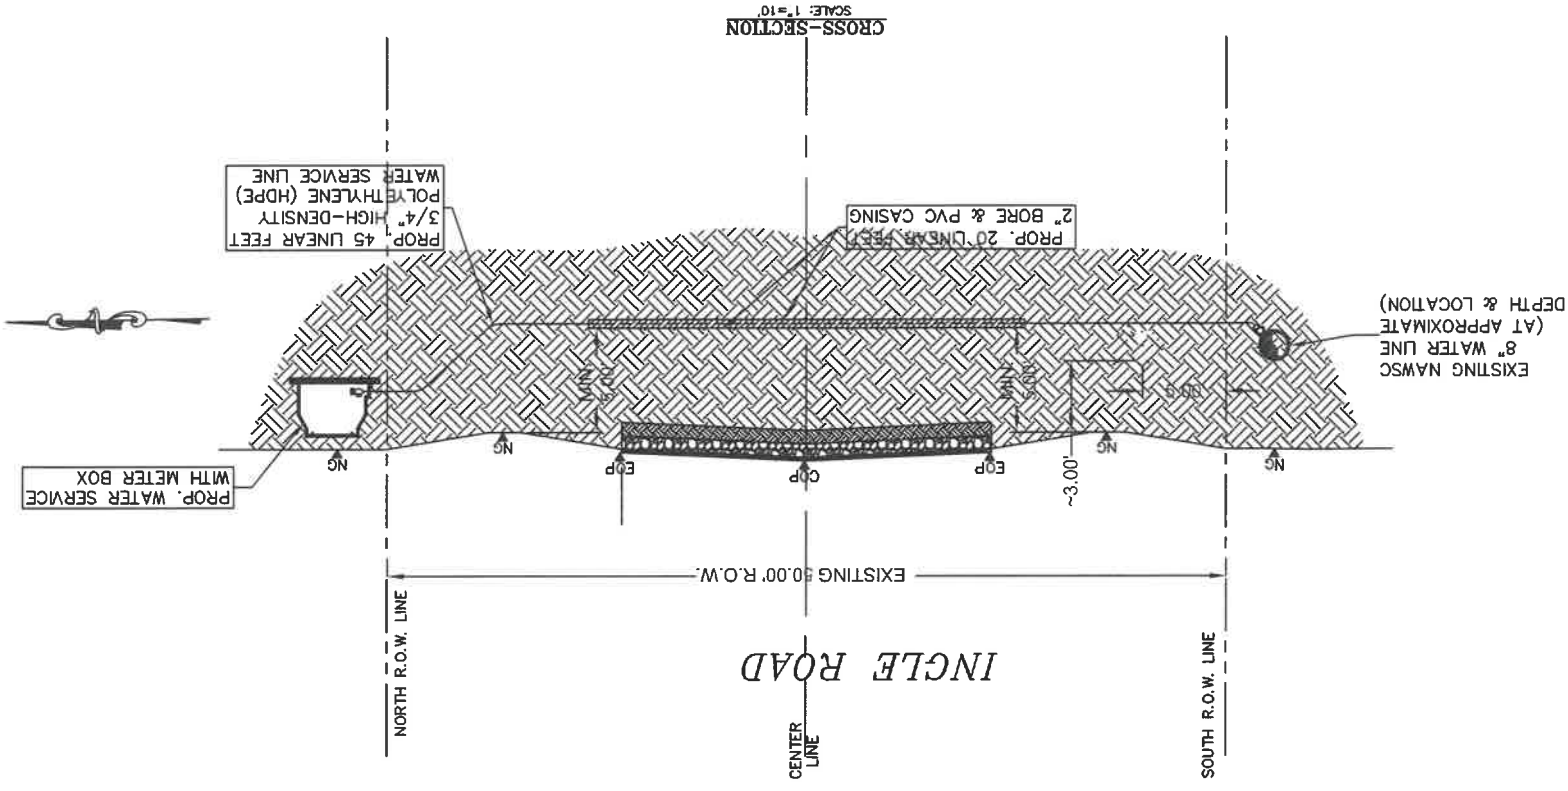 INGLE ROAD
SOUTH R.O.W. LINE
CENTER
LINE
NORTH R.O.W. LINE
EXISTING 50.00' R.O.W.
PROP. WATER SERVICE
WITH METER BOX
NG
EOP
COP
EOP
NG
NG
NG
~3.00'
6.00'
5.00'
MIN
5.00'
MIN
EXISTING NAWSC
8" WATER LINE
(AT APPROXIMATE
DEPTH & LOCATION)
PROP. 20 LINEAR FEET
2" BORE & PVC CASING
PROP. 45 LINEAR FEET
3/4" HIGH-DENSITY
POLYETHYLENE (HDPE)
WATER SERVICE LINE
CROSS-SECTION
SCALE: 1"=10'